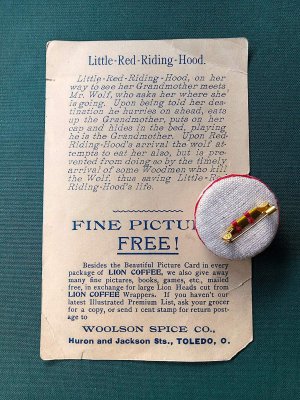 Little-Red-Riding-Hood.
Little-Red-Riding-Hood, on her
way to see her Grandmother meets
Mr. Wolf, who asks her where she
is going. Upon being told her des-
tination he hurries on ahead, eats
up the Grandmother, puts on her
cap and hides in the bed, playing
he is the Grandmother. Upon Red-
Riding-Hood's arrival the wolf at-
tempts to eat her also, but is pre-
vented from doing so by the timely
arrival of some Woodmen who kill
the Wolf, thus saving Little-R
Riding-Hood's life.
FINE PICTU
FREE!
Besides the Beautiful Picture Card in every
package of LION COFFEE, we also give away
many fine pictures, books, games, etc., mailed
free, in exchange for large Lion Heads cut from
LION COFFEE Wrappers. If you haven't our
latest Illustrated Premium List, ask your grocer
for a copy, or send 1 cent stamp for return post-
age to
WOOLSON SPICE CO.,
Huron and Jackson Sts., TOLEDO, O.